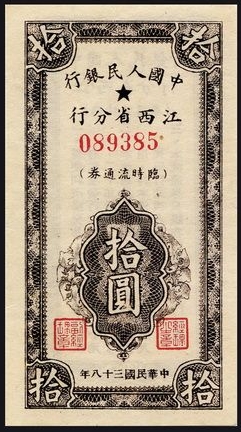 拾 拾
中國人民銀行
★
江西省分行
089385
(臨時流通券)
拾圓
中華民國三十八年
拾 拾